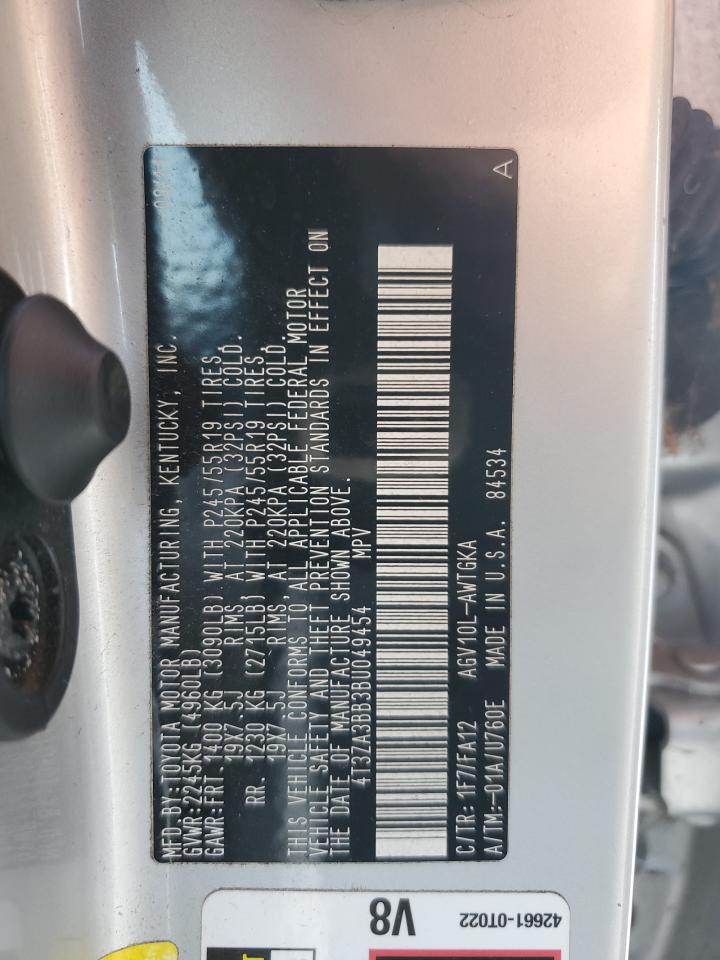 MFD.BY:TOYOTA MOTOR MANUFACTURING, KENTUCKY, INC.
GVWR:2245KG(4960LB)
GAWR:FRT. 1400 KG (3090LB) WITH P245/55R19 TIRES,
19X7.5J RIMS, AT 220KPA (32PSI) COLD.
RR. 1230 KG (2715LB) WITH P245/55R19 TIRES,
19X7.5J RIMS, AT 220KPA (32PSI) COLD.
THIS VEHICLE CONFORMS TO ALL APPLICABLE FEDERAL MOTOR
VEHICLE SAFETY AND THEFT PREVENTION STANDARDS IN EFFECT ON
THE DATE OF MANUFACTURE SHOWN ABOVE.
4T3ZA3BB3BU049454 MPV
C/TR: 1F7/FA12 AGV10L-AWTGKA
A/TM:-01A/U760E MADE IN U.S.A. 84534
A
V8
42661-0T022